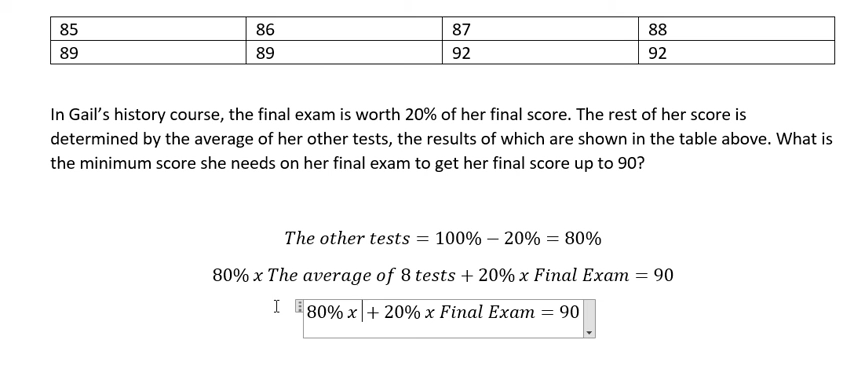 85 86 87 88
89 89 92 92
In Gail's history course, the final exam is worth 20% of her final score. The rest of her score is
determined by the average of her other tests, the results of which are shown in the table above. What is
the minimum score she needs on her final exam to get her final score up to 90?
The other tests = 100% − 20% = 80%
80% x The average of 8 tests + 20% x Final Exam = 90
80% x + 20% x Final Exam = 90